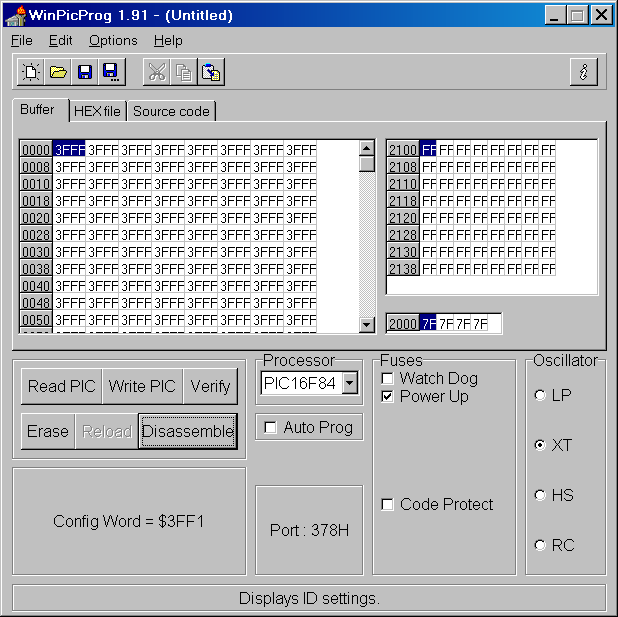 WinPicProg 1.91 - (Untitled)
File Edit Options Help
Buffer HEX file Source code
0000 3FFF 3FFF 3FFF 3FFF 3FFF 3FFF 3FFF 3FFF
0008 3FFF 3FFF 3FFF 3FFF 3FFF 3FFF 3FFF 3FFF
0010 3FFF 3FFF 3FFF 3FFF 3FFF 3FFF 3FFF 3FFF
0018 3FFF 3FFF 3FFF 3FFF 3FFF 3FFF 3FFF 3FFF
0020 3FFF 3FFF 3FFF 3FFF 3FFF 3FFF 3FFF 3FFF
0028 3FFF 3FFF 3FFF 3FFF 3FFF 3FFF 3FFF 3FFF
0030 3FFF 3FFF 3FFF 3FFF 3FFF 3FFF 3FFF 3FFF
0038 3FFF 3FFF 3FFF 3FFF 3FFF 3FFF 3FFF 3FFF
0040 3FFF 3FFF 3FFF 3FFF 3FFF 3FFF 3FFF 3FFF
0048 3FFF 3FFF 3FFF 3FFF 3FFF 3FFF 3FFF 3FFF
0050 3FFF 3FFF 3FFF 3FFF 3FFF 3FFF 3FFF 3FFF
2100 FF FF FF FF FF FF FF FF
2108 FF FF FF FF FF FF FF FF
2110 FF FF FF FF FF FF FF FF
2118 FF FF FF FF FF FF FF FF
2120 FF FF FF FF FF FF FF FF
2128 FF FF FF FF FF FF FF FF
2130 FF FF FF FF FF FF FF FF
2138 FF FF FF FF FF FF FF FF
2000 7F 7F 7F 7F
Read PIC Write PIC Verify
Erase Reload Disassemble
Config Word = $3FF1
Processor
PIC16F84
Auto Prog
Port : 378H
Fuses
Watch Dog
Power Up
Code Protect
Oscillator
LP
XT
HS
RC
Displays ID settings.